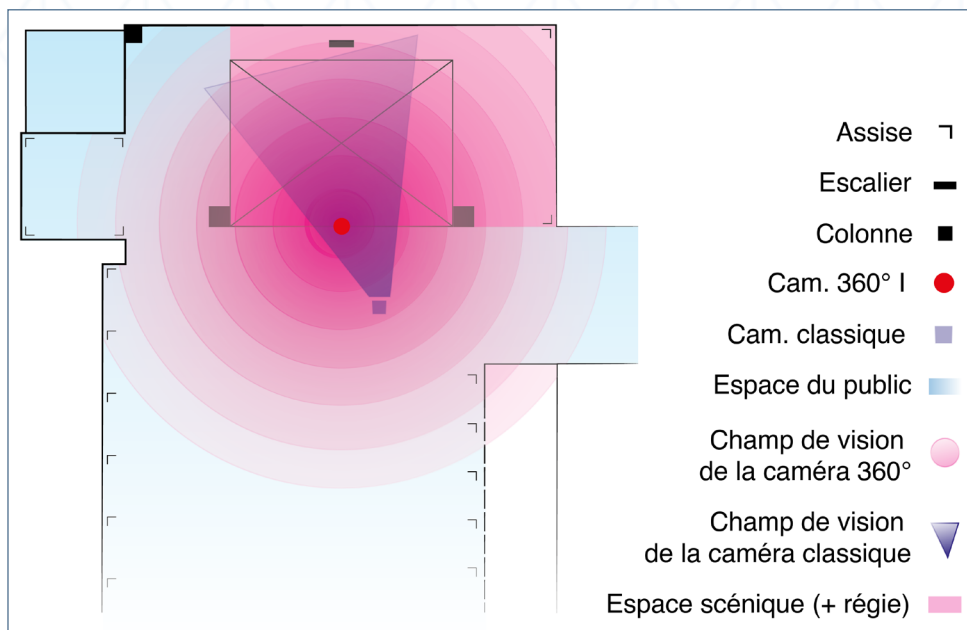 Assise
Escalier
Colonne
Cam. 360° I
Cam. classique
Espace du public
Champ de vision
de la caméra 360°
Champ de vision
de la caméra classique
Espace scénique (+ régie)